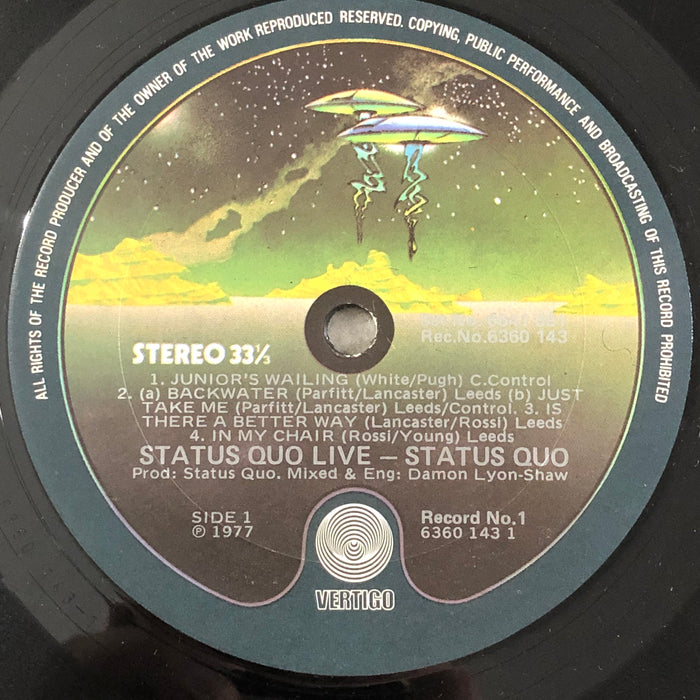 ALL RIGHTS OF THE RECORD PRODUCER AND OF THE OWNER OF THE WORK REPRODUCED RESERVED. COPYING, PUBLIC PERFORMANCE AND BROADCASTING OF THIS RECORD PROHIBITED
Rec.No.6360 143
STEREO 33⅓
1. JUNIOR'S WAILING (White/Pugh) C.Control
2. (a) BACKWATER (Parfitt/Lancaster) Leeds (b) JUST
TAKE ME (Parfitt/Lancaster) Leeds/Control. 3. IS
THERE A BETTER WAY (Lancaster/Rossi) Leeds
4. IN MY CHAIR (Rossi/Young) Leeds
STATUS QUO LIVE – STATUS QUO
Prod: Status Quo. Mixed & Eng: Damon Lyon-Shaw
SIDE 1
Ⓟ 1977
Record No.1
6360 143 1
VERTIGO